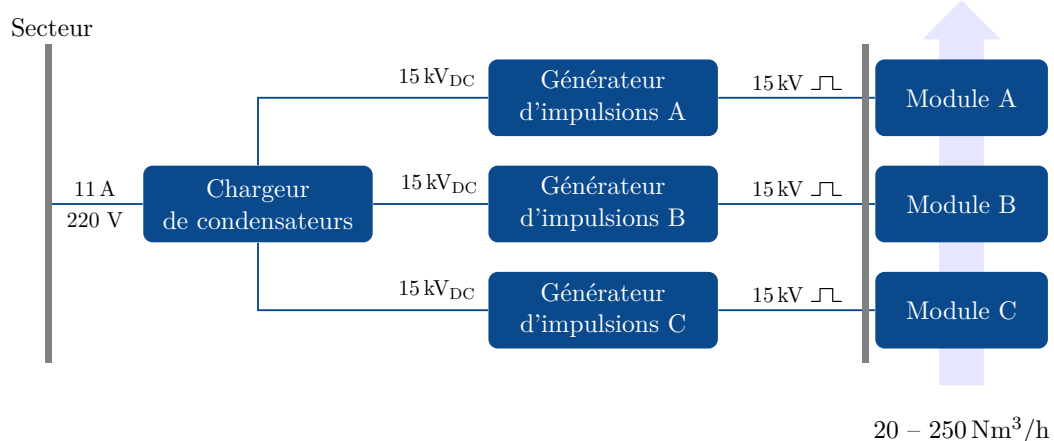 Secteur
15 kV_DC
Générateur
d'impulsions A
15 kV
Module A
11 A
220 V
Chargeur
de condensateurs
15 kV_DC
Générateur
d'impulsions B
15 kV
Module B
15 kV_DC
Générateur
d'impulsions C
15 kV
Module C
20 – 250 Nm³/h